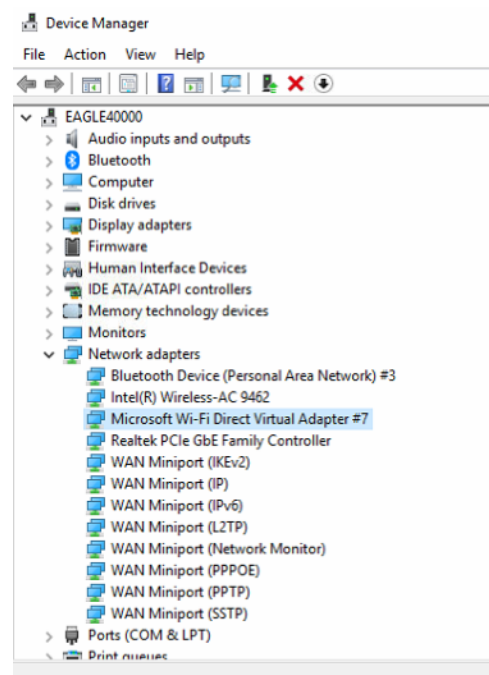 Device Manager
File Action View Help
EAGLE40000
Audio inputs and outputs
Bluetooth
Computer
Disk drives
Display adapters
Firmware
Human Interface Devices
IDE ATA/ATAPI controllers
Memory technology devices
Monitors
Network adapters
Bluetooth Device (Personal Area Network) #3
Intel(R) Wireless-AC 9462
Microsoft Wi-Fi Direct Virtual Adapter #7
Realtek PCIe GbE Family Controller
WAN Miniport (IKEv2)
WAN Miniport (IP)
WAN Miniport (IPv6)
WAN Miniport (L2TP)
WAN Miniport (Network Monitor)
WAN Miniport (PPPOE)
WAN Miniport (PPTP)
WAN Miniport (SSTP)
Ports (COM & LPT)
Print queues